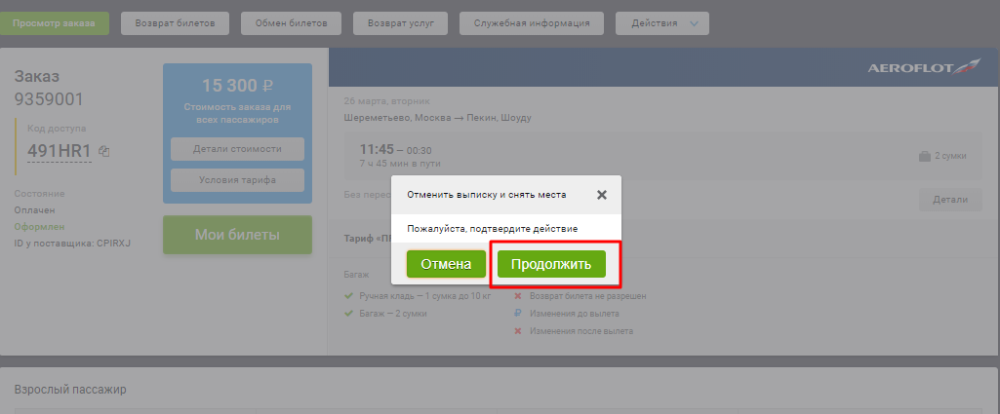 Просмотр заказа
Возврат билетов
Обмен билетов
Возврат услуг
Служебная информация
Действия
Заказ
9359001
Код доступа
491HR1
Состояние
Оплачен
Оформлен
ID у поставщика: CPIRXJ
15 300 ₽
Стоимость заказа для
всех пассажиров
Детали стоимости
Условия тарифа
Мои билеты
AEROFLOT
26 марта, вторник
Шереметьево, Москва → Пекин, Шоуду
11:45 — 00:30
7 ч 45 мин в пути
2 сумки
Без перес
Детали
Отменить выписку и снять места
Пожалуйста, подтвердите действие
Отмена
Продолжить
Тариф
Багаж
Ручная кладь — 1 сумка до 10 кг
Багаж — 2 сумки
Возврат билета не разрешен
₽ Изменения до вылета
Изменения после вылета
Взрослый пассажир